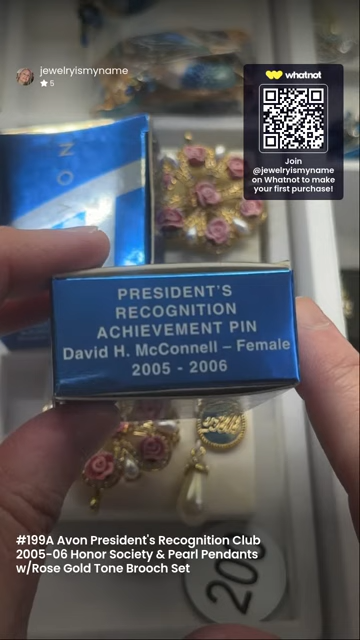 jewelryismyname
★ 5
whatnot
Join
@jewelryismyname
on Whatnot to make
your first purchase!
PRESIDENT'S
RECOGNITION
ACHIEVEMENT PIN
David H. McConnell – Female
2005 - 2006
#199A Avon President's Recognition Club
2005-06 Honor Society & Pearl Pendants
w/Rose Gold Tone Brooch Set